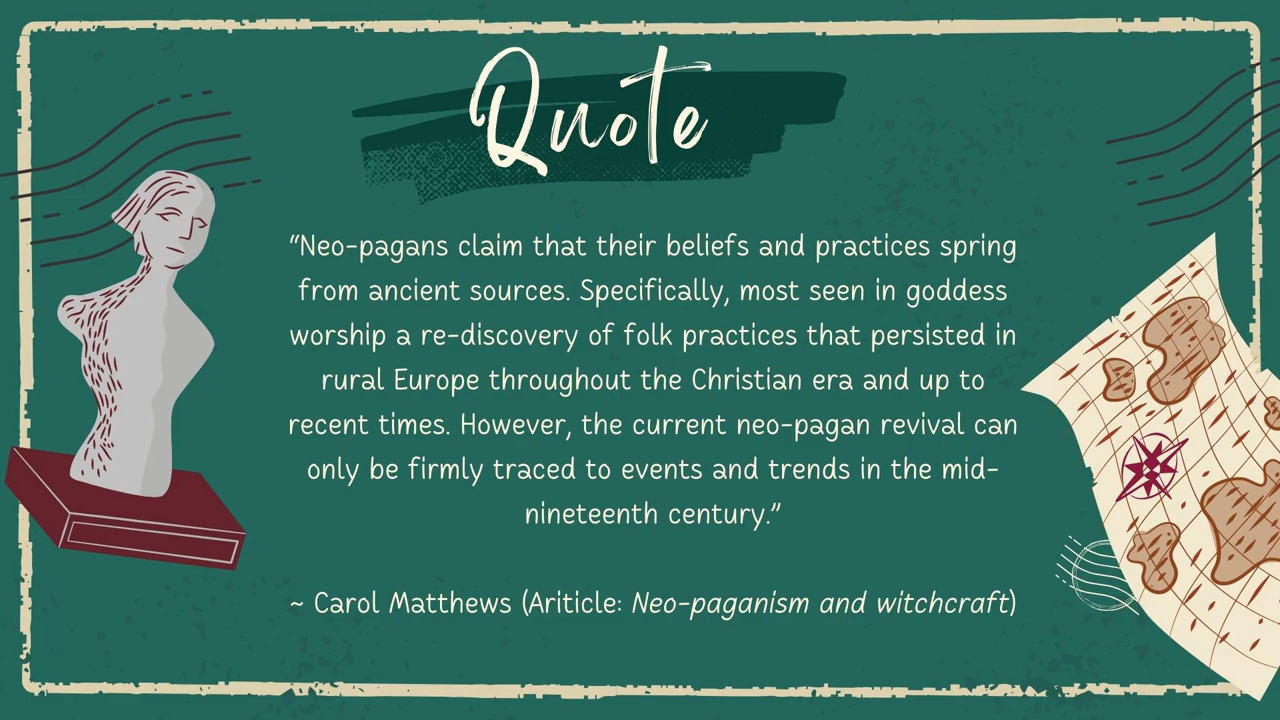 Quote
“Neo-pagans claim that their beliefs and practices spring
from ancient sources. Specifically, most seen in goddess
worship a re-discovery of folk practices that persisted in
rural Europe throughout the Christian era and up to
recent times. However, the current neo-pagan revival can
only be firmly traced to events and trends in the mid-
nineteenth century.”
~ Carol Matthews (Ariticle: Neo-paganism and witchcraft)